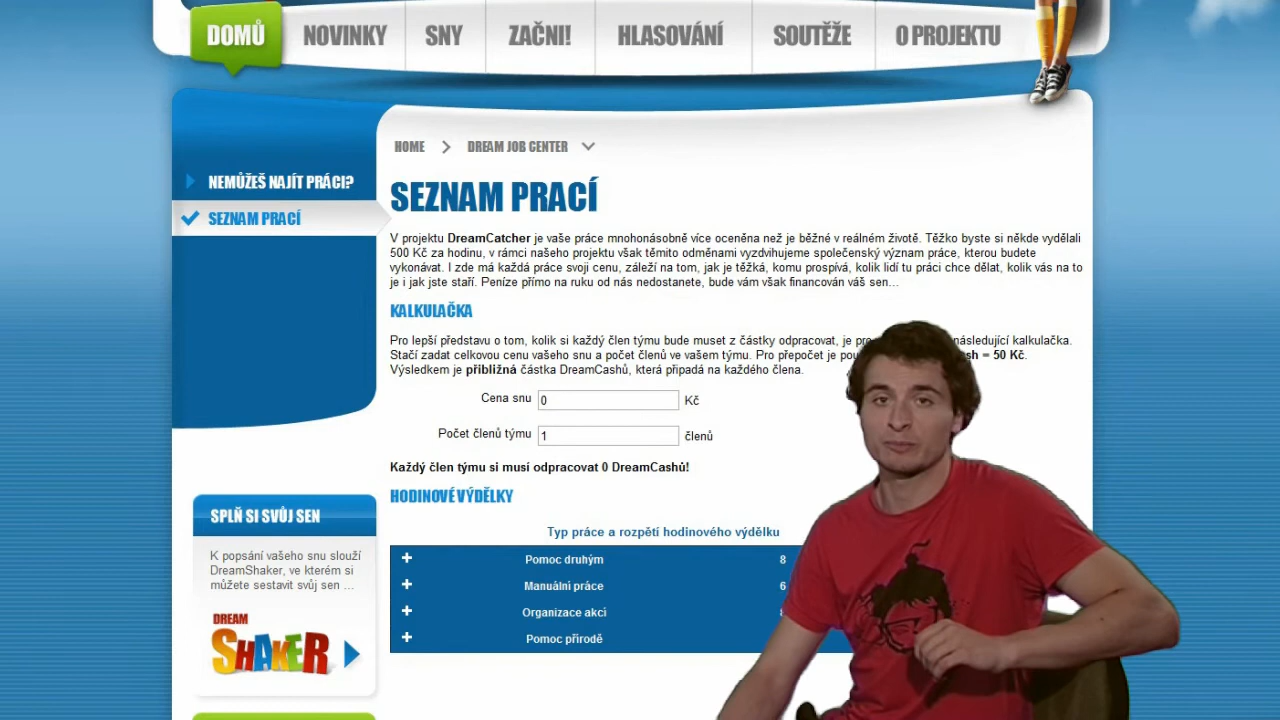 DOMŮ
NOVINKY
SNY
ZAČNI!
HLASOVÁNÍ
SOUTĚŽE
O PROJEKTU
HOME
DREAM JOB CENTER
NEMŮŽEŠ NAJÍT PRÁCI?
SEZNAM PRACÍ
SEZNAM PRACÍ
V projektu DreamCatcher je vaše práce mnohonásobně více oceněna než je běžné v reálném životě. Těžko byste si někde vydělali
500 Kč za hodinu, v rámci našeho projektu však těmito odměnami vyzdvihujeme společenský význam práce, kterou budete
vykonávat. I zde má každá práce svoji cenu, záleží na tom, jak je těžká, komu prospívá, kolik lidí tu práci chce dělat, kolik vás na to
je i jak jste staří. Peníze přímo na ruku od nás nedostanete, bude vám však financován váš sen...
KALKULAČKA
Pro lepší představu o tom, kolik si každý člen týmu bude muset z částky odpracovat, je následující kalkulačka.
Stačí zadat celkovou cenu vašeho snu a počet členů ve vašem týmu. Pro přepočet je = 50 Kč.
Výsledkem je přibližná částka DreamCashů, která připadá na každého člena.
Cena snu 0 Kč
Počet členů týmu 1 členů
Každý člen týmu si musí odpracovat 0 DreamCashů!
HODINOVÉ VÝDĚLKY
Typ práce a rozpětí hodinového výdělku
Pomoc druhým 8
Manuální práce 6
Organizace akcí
Pomoc přírodě
SPLŇ SI SVŮJ SEN
K popsání vašeho snu slouží
DreamShaker, ve kterém si
můžete sestavit svůj sen ...
DREAM
SHAKER